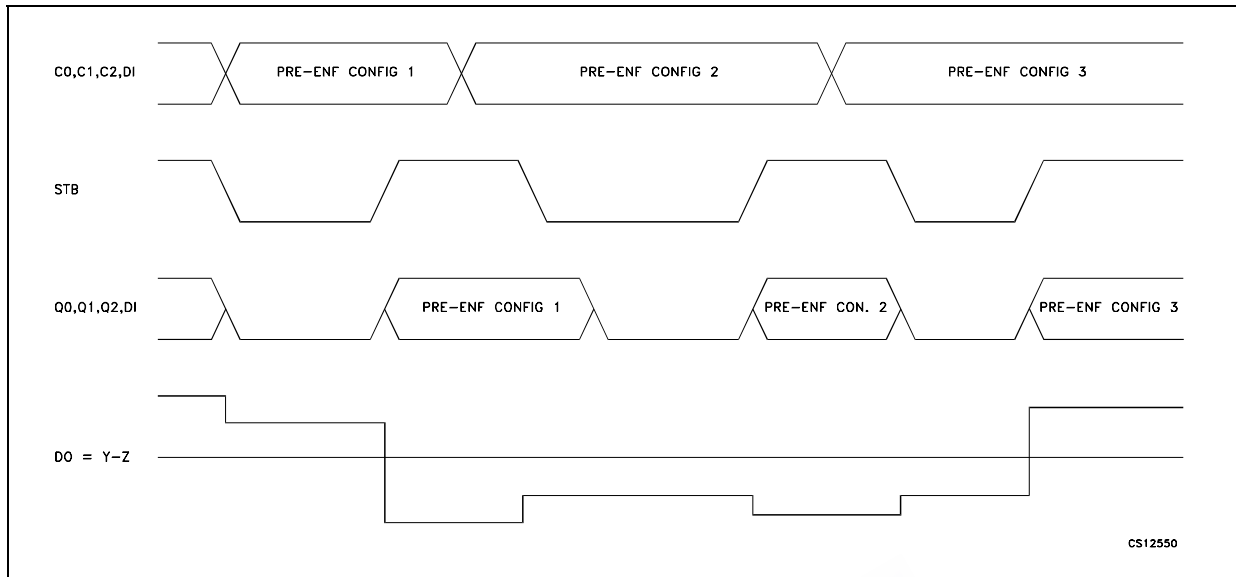 C0,C1,C2,DI
PRE-ENF CONFIG 1
PRE-ENF CONFIG 2
PRE-ENF CONFIG 3
STB
Q0,Q1,Q2,DI
PRE-ENF CONFIG 1
PRE-ENF CON. 2
PRE-ENF CONFIG 3
DO = Y-Z
CS12550